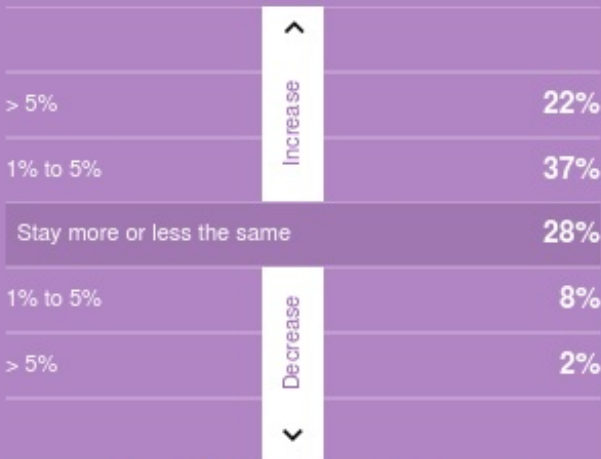 > 5% 22%
Increase
1% to 5% 37%
Stay more or less the same 28%
1% to 5% 8%
Decrease
> 5% 2%